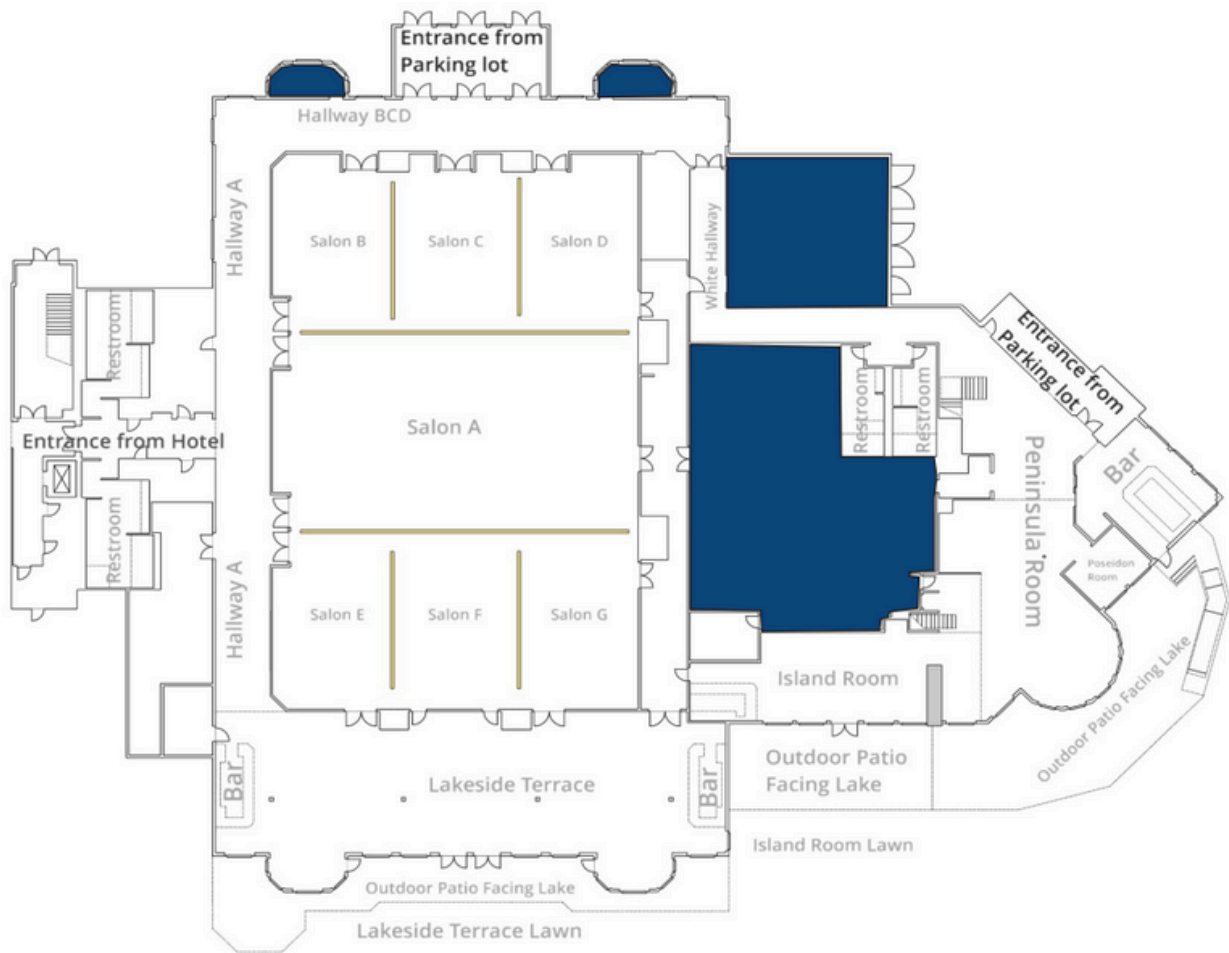 Entrance from
Parking lot
Hallway BCD
Hallway A
Salon B
Salon C
Salon D
White Hallway
Restroom
Entrance from
Parking lot
Restroom
Restroom
Salon A
Entrance from Hotel
Peninsula Room
Bar
Restroom
Hallway A
Poseidon
Room
Salon E
Salon F
Salon G
Island Room
Outdoor Patio Facing Lake
Outdoor Patio
Facing Lake
Bar
Lakeside Terrace
Bar
Island Room Lawn
Outdoor Patio Facing Lake
Lakeside Terrace Lawn